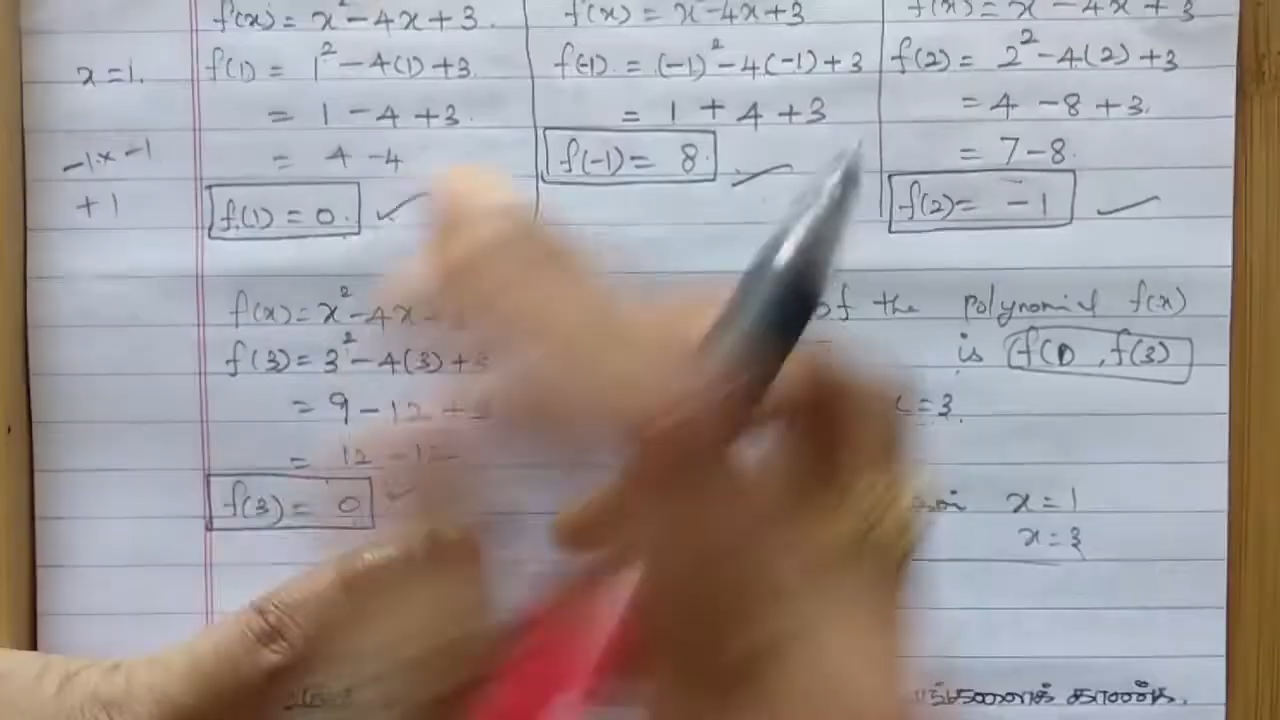 f(x) = x² - 4x + 3.
f(1) = 1² - 4(1) + 3.
= 1 - 4 + 3.
= 4 - 4
f(1) = 0.
x = 1.
-1 x -1
+ 1
f(x) = x² - 4x + 3
f(-1) = (-1)² - 4(-1) + 3
= 1 + 4 + 3
f(-1) = 8.
f(x) = x² - 4x + 3
f(2) = 2² - 4(2) + 3
= 4 - 8 + 3.
= 7 - 8.
f(2) = -1
f(x) = x² - 4x
f(3) = 3² - 4(3) + 3
= 9 - 12 +
= 12 - 12
f(3) = 0
of the polynomial f(x)
is f(1), f(3)
= 3.
x = 1
x = 3